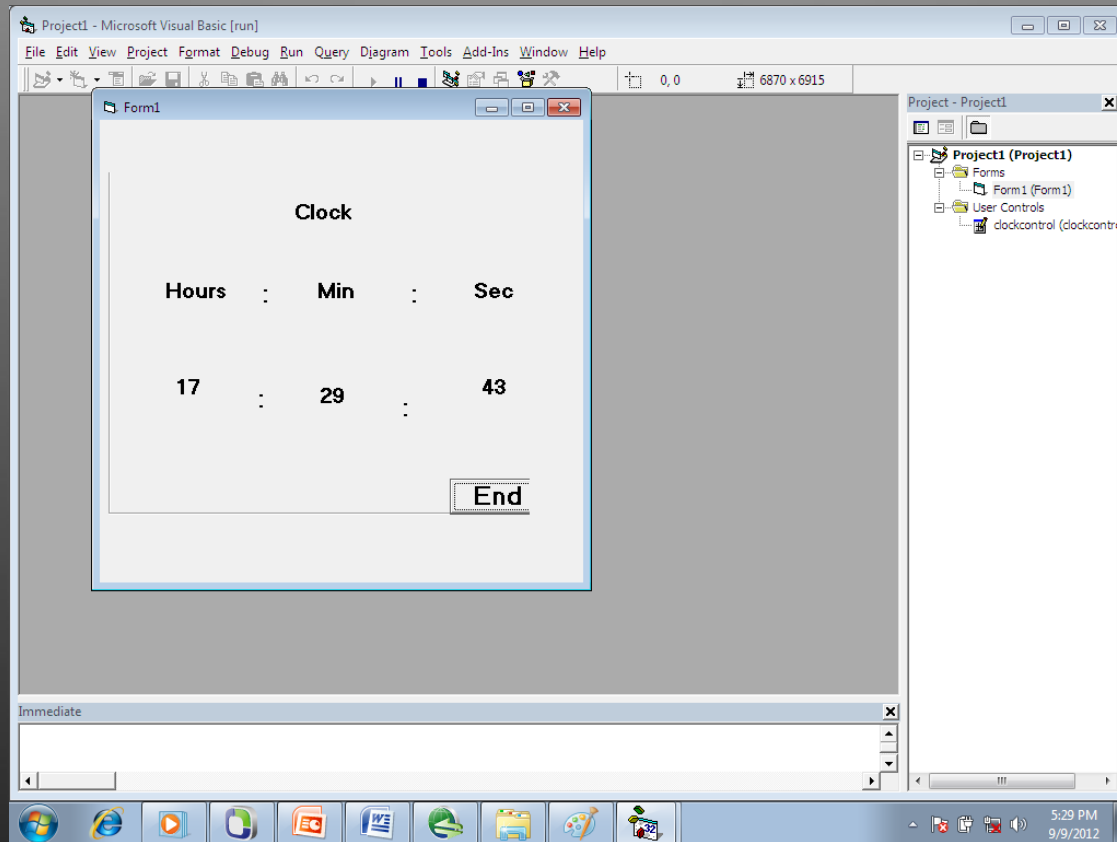 Project1 - Microsoft Visual Basic [run]
File Edit View Project Format Debug Run Query Diagram Tools Add-Ins Window Help
0, 0 6870 x 6915
Form1
Clock
Hours : Min : Sec
17 : 29 : 43
End
Project - Project1
Project1 (Project1)
Forms
Form1 (Form1)
User Controls
clockcontrol (clockcontro
Immediate
32
5:29 PM
9/9/2012